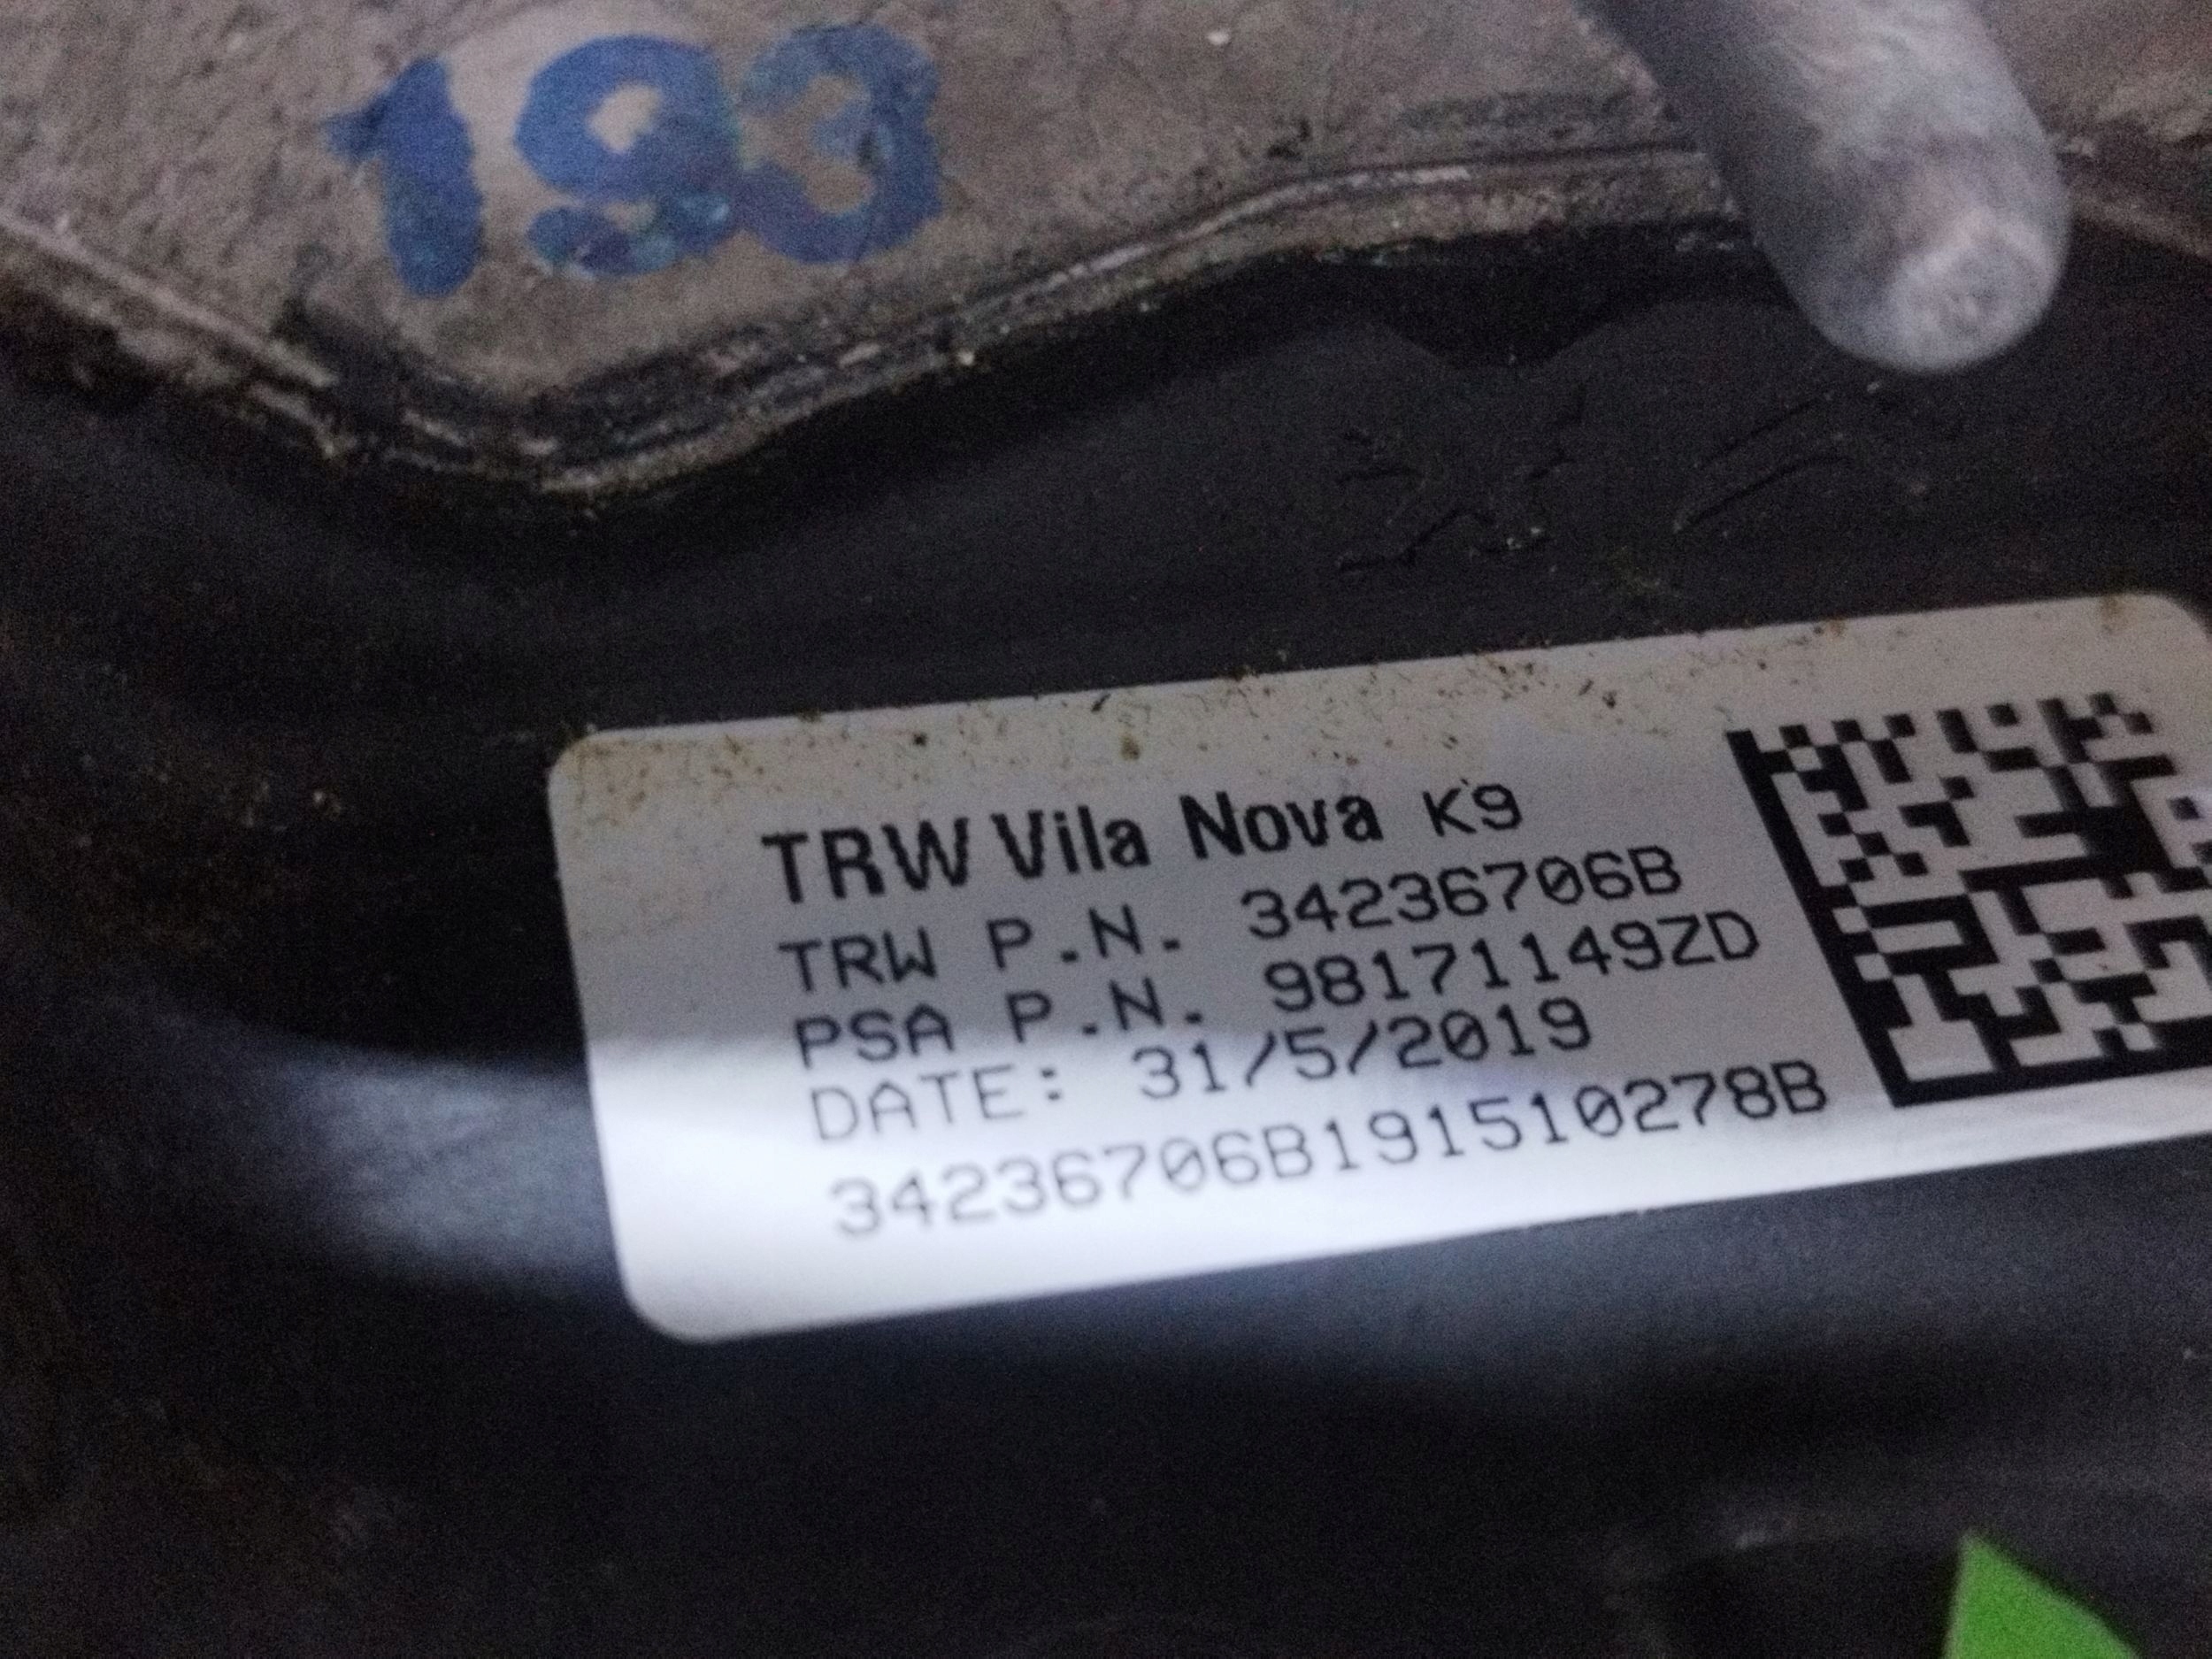 193
TRW Vila Nova K9
TRW P.N. 34236706B
PSA P.N. 98171149ZD
DATE: 31/5/2019
34236706B191510278B